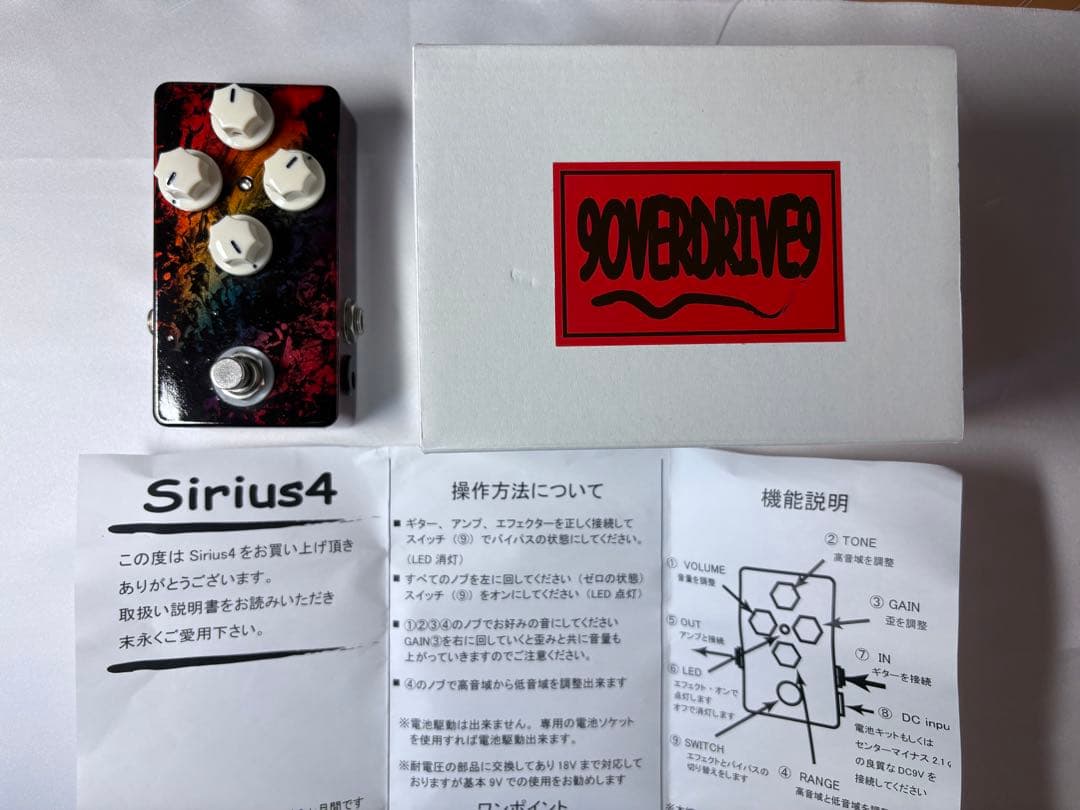 9OVERDRIVE9
Sirius4
この度は Sirius4 をお買い上げ頂き
ありがとうございます。
取扱い説明書をお読みいただき
末永くご愛用下さい。
月間です
操作方法について
■ ギター、アンプ、エフェクターを正しく接続して
スイッチ（⑨）でバイパスの状態にしてください。
（LED 消灯）
■ すべてのノブを左に回してください（ゼロの状態）
スイッチ（⑨）をオンにしてください（LED 点灯）
■ ①②③④のノブでお好みの音にしてください
GAIN③を右に回していくと歪みと共に音量も
上がっていきますのでご注意ください。
■ ④のノブで高音域から低音域を調整出来ます
※電池駆動は出来ません。専用の電池ソケット
を使用すれば電池駆動出来ます。
※耐電圧の部品に交換してあり 18V まで対応して
おりますが基本 9V での使用をお勧めします
ワンポイント
機能説明
② TONE
高音域を調整
① VOLUME
音量を調整
③ GAIN
歪を調整
⑤ OUT
アンプと接続
⑦ IN
ギターを接続
⑥ LED
エフェクト・オンで
点灯します
オフで消灯します
⑧ DC inpu
電池キットもしくは
センターマイナス 2.1
の良質な DC9V を
接続してください
⑨ SWITCH
エフェクトとバイパスの
切り替えをします
④ RANGE
高音域と低音域を調